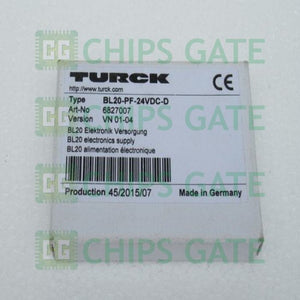 CHIPS GATE
TURCK
http://www.turck.com
CE
Type BL20-PF-24VDC-D
Art-No 6827007
Version VN 01-04
BL20 Elektronik Versorgung
BL20 electronics supply
BL20 alimentation électronique
CHIPS GATE
Production 45/2015/07 Made in Germany
CHIPS GATE